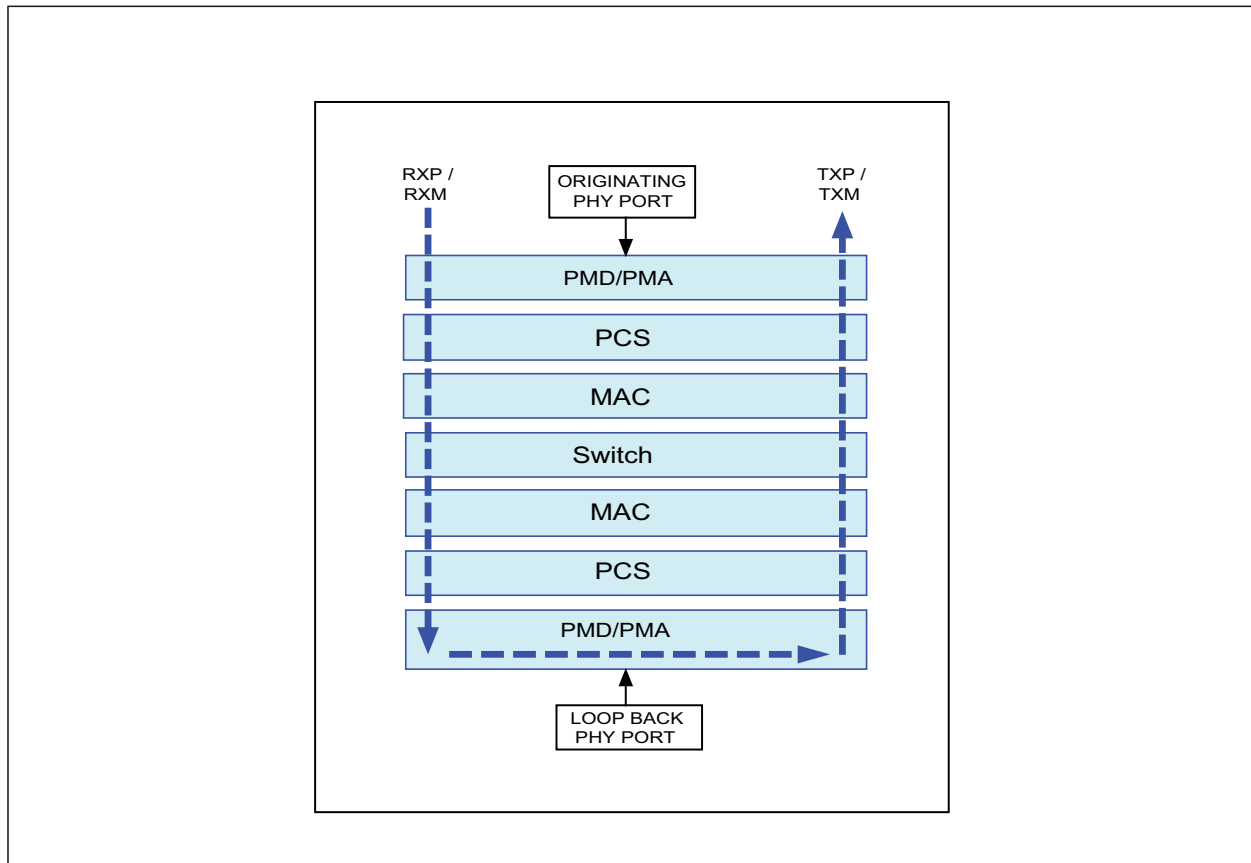 RXP /
RXM
ORIGINATING
PHY PORT
TXP /
TXM
PMD/PMA
PCS
MAC
Switch
MAC
PCS
PMD/PMA
LOOP BACK
PHY PORT